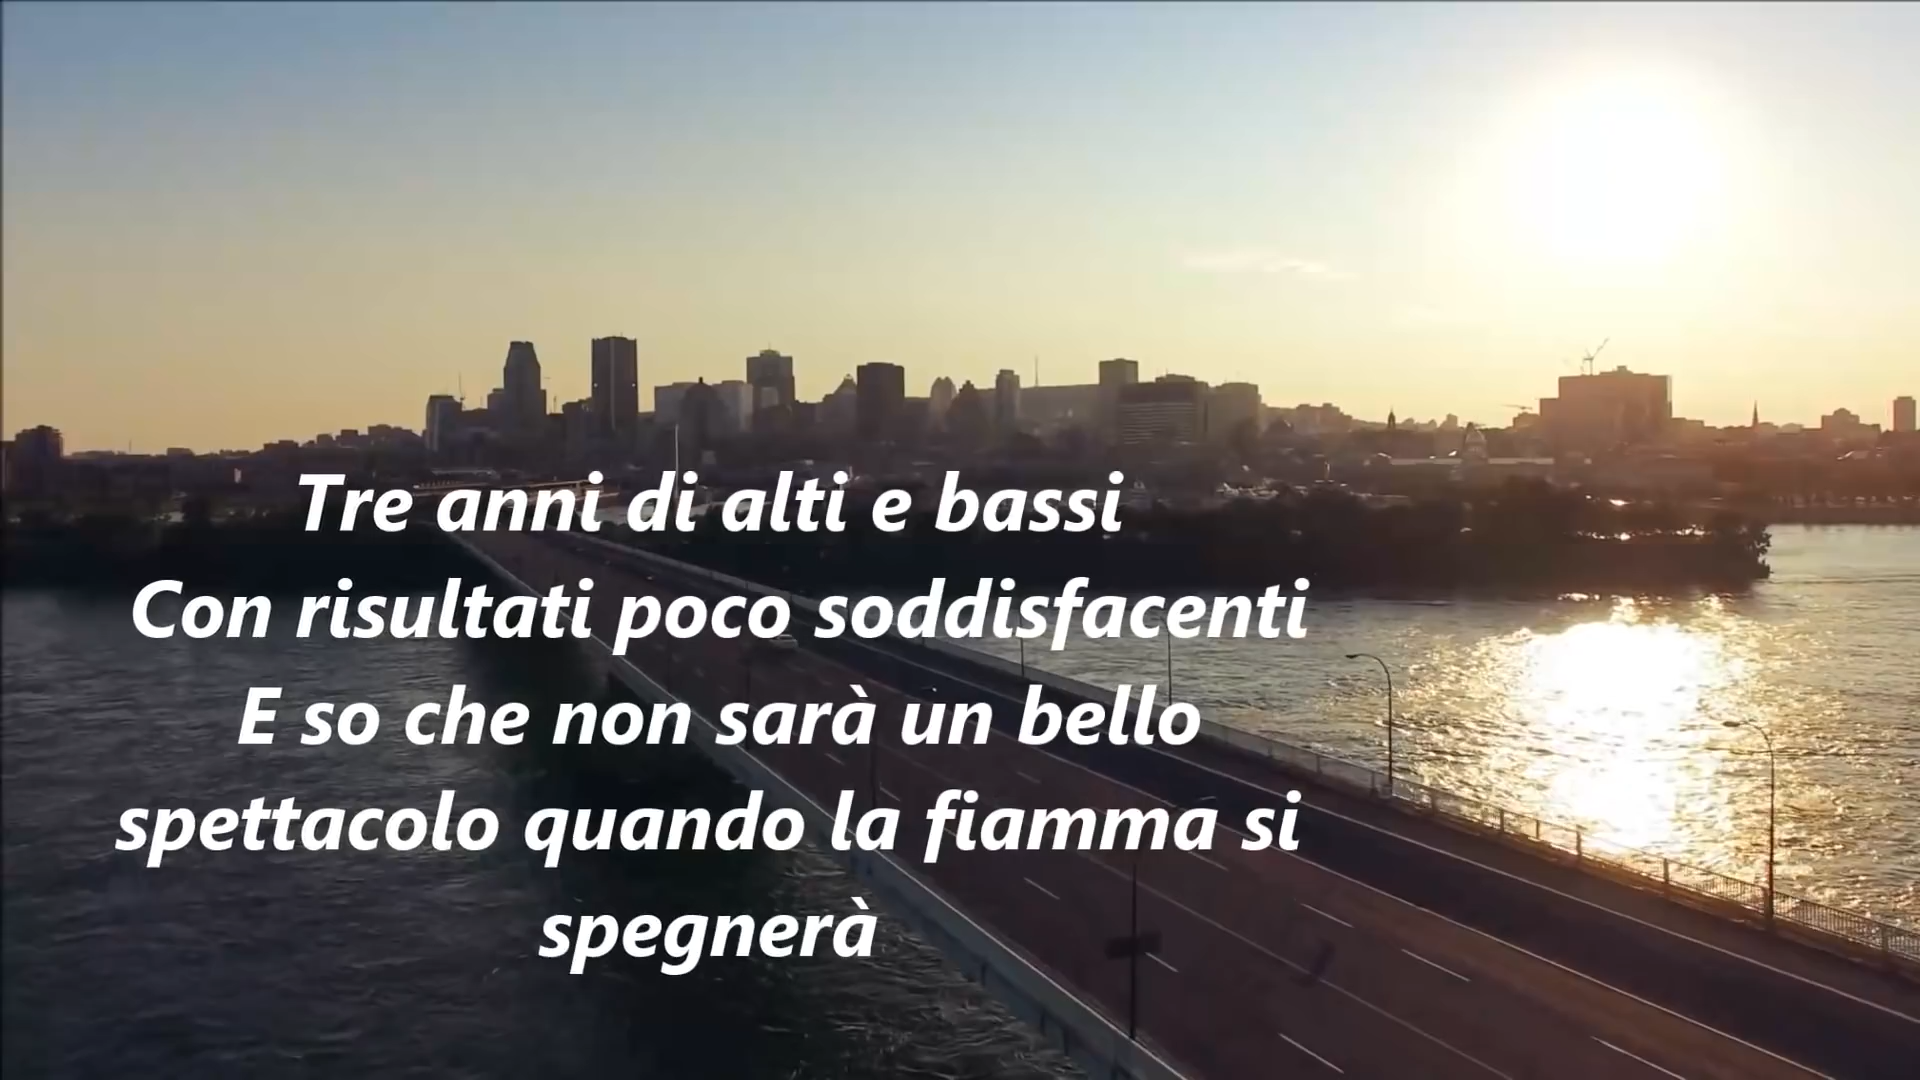 Tre anni di alti e bassi
Con risultati poco soddisfacenti
E so che non sarà un bello
spettacolo quando la fiamma si
spegnerà